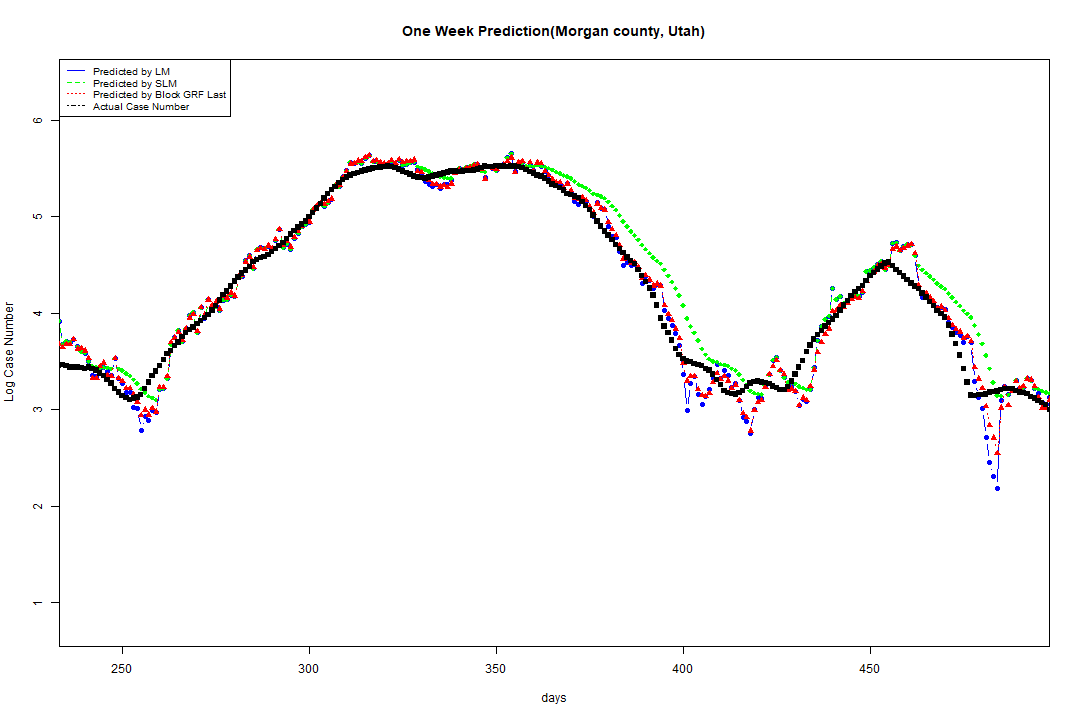 One Week Prediction(Morgan county, Utah)
Predicted by LM
Predicted by SLM
Predicted by Block GRF Last
Actual Case Number
6
5
4
3
2
1
Log Case Number
250 300 350 400 450
days